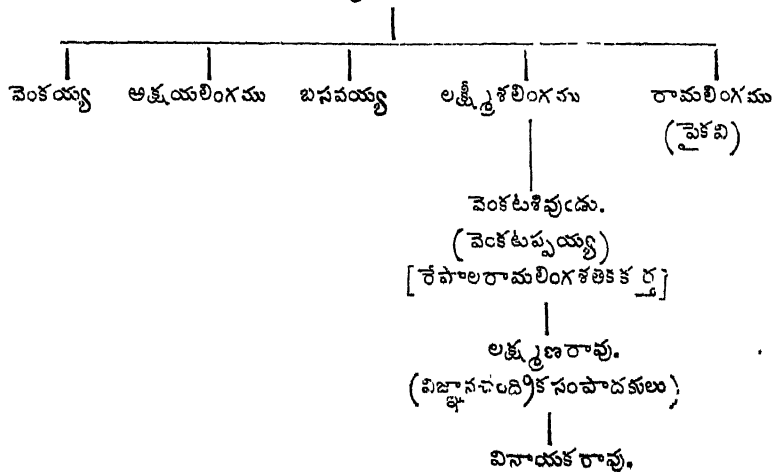 వెంకయ్య అక్షయలింగము బసవయ్య లక్ష్మీశలింగము రామలింగము
(పైకవి)
వెంకటశివుఁడు.
(వెంకటప్పయ్య)
[రేపాలరామలింగశతకకర్త]
లక్ష్మణరావు.
(విజ్ఞానచంద్రికసంపాదకులు)
వినాయకరావు.